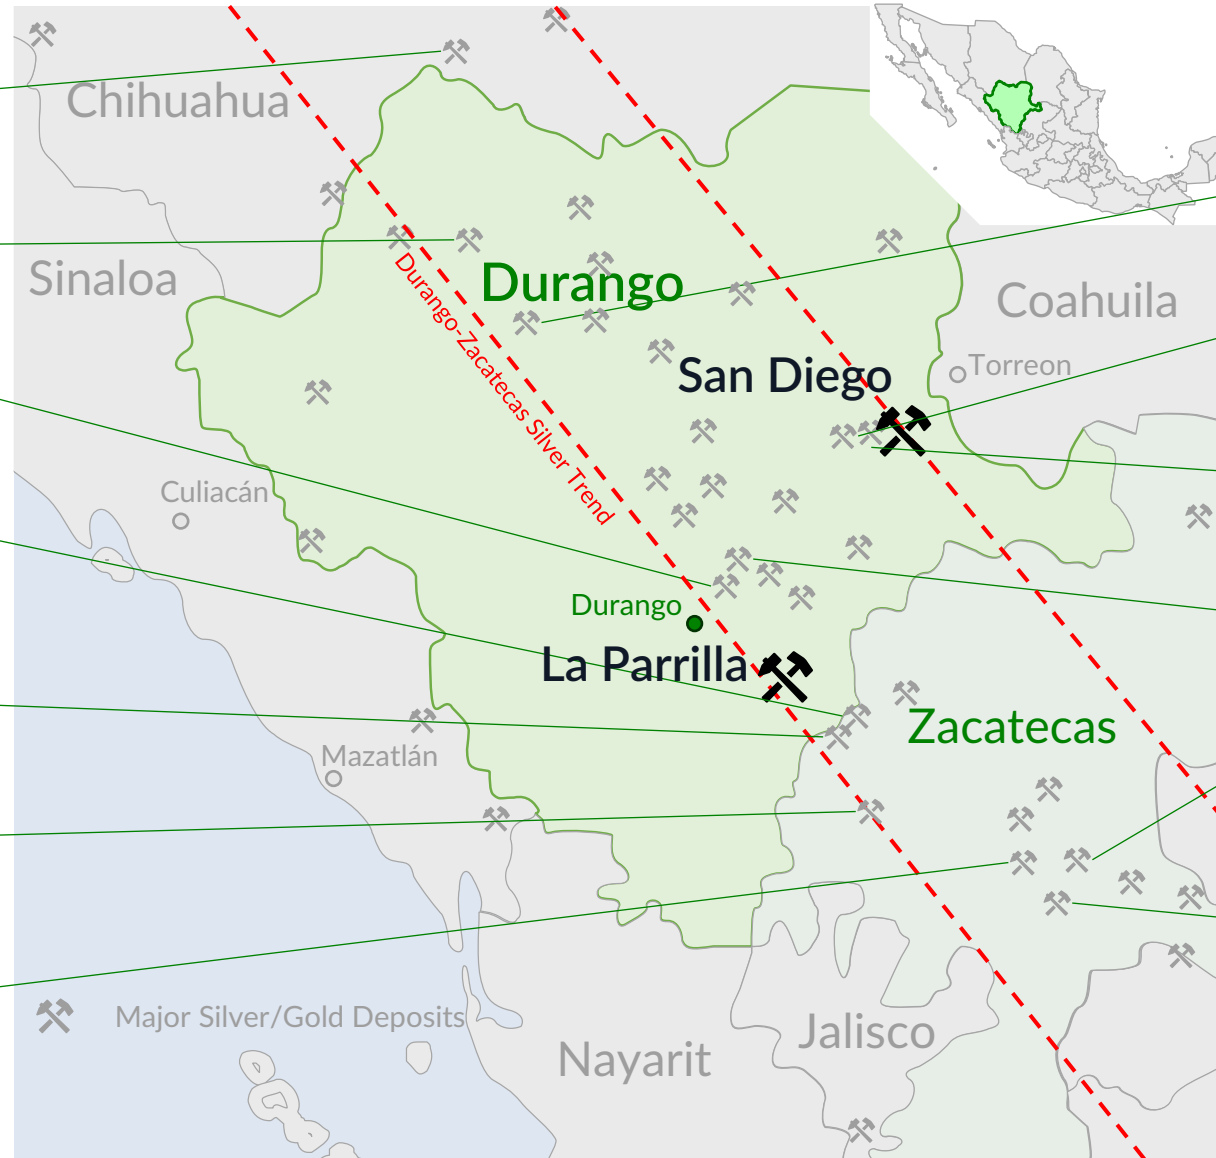 Chihuahua
Sinaloa
Durango
Coahuila
Durango-Zacatecas Silver Trend
San Diego
Torreon
Culiacán
Durango
La Parrilla
Zacatecas
Mazatlán
Major Silver/Gold Deposits
Jalisco
Nayarit